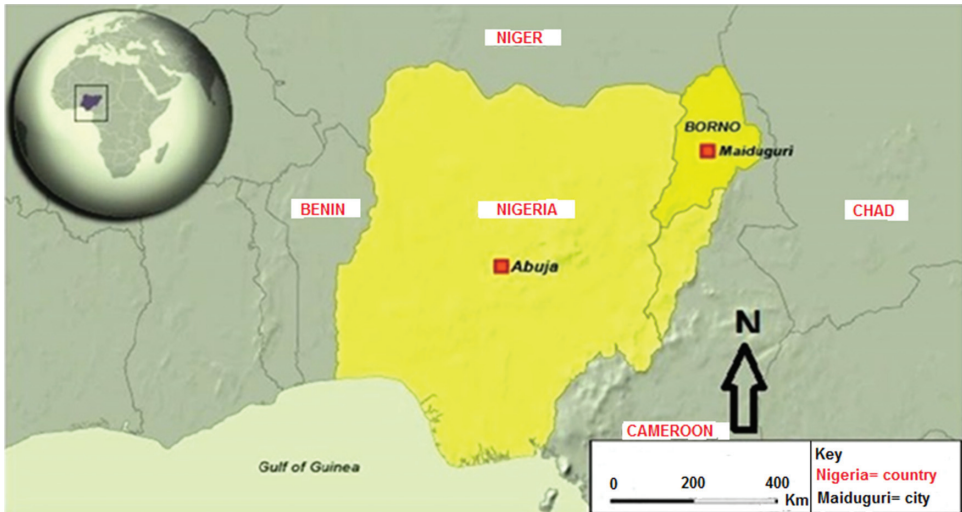 NIGER
BORNO
Maiduguri
BENIN
NIGERIA
CHAD
Abuja
N
CAMEROON
Gulf of Guinea
0 200 400
Km
Key
Nigeria= country
Maiduguri= city